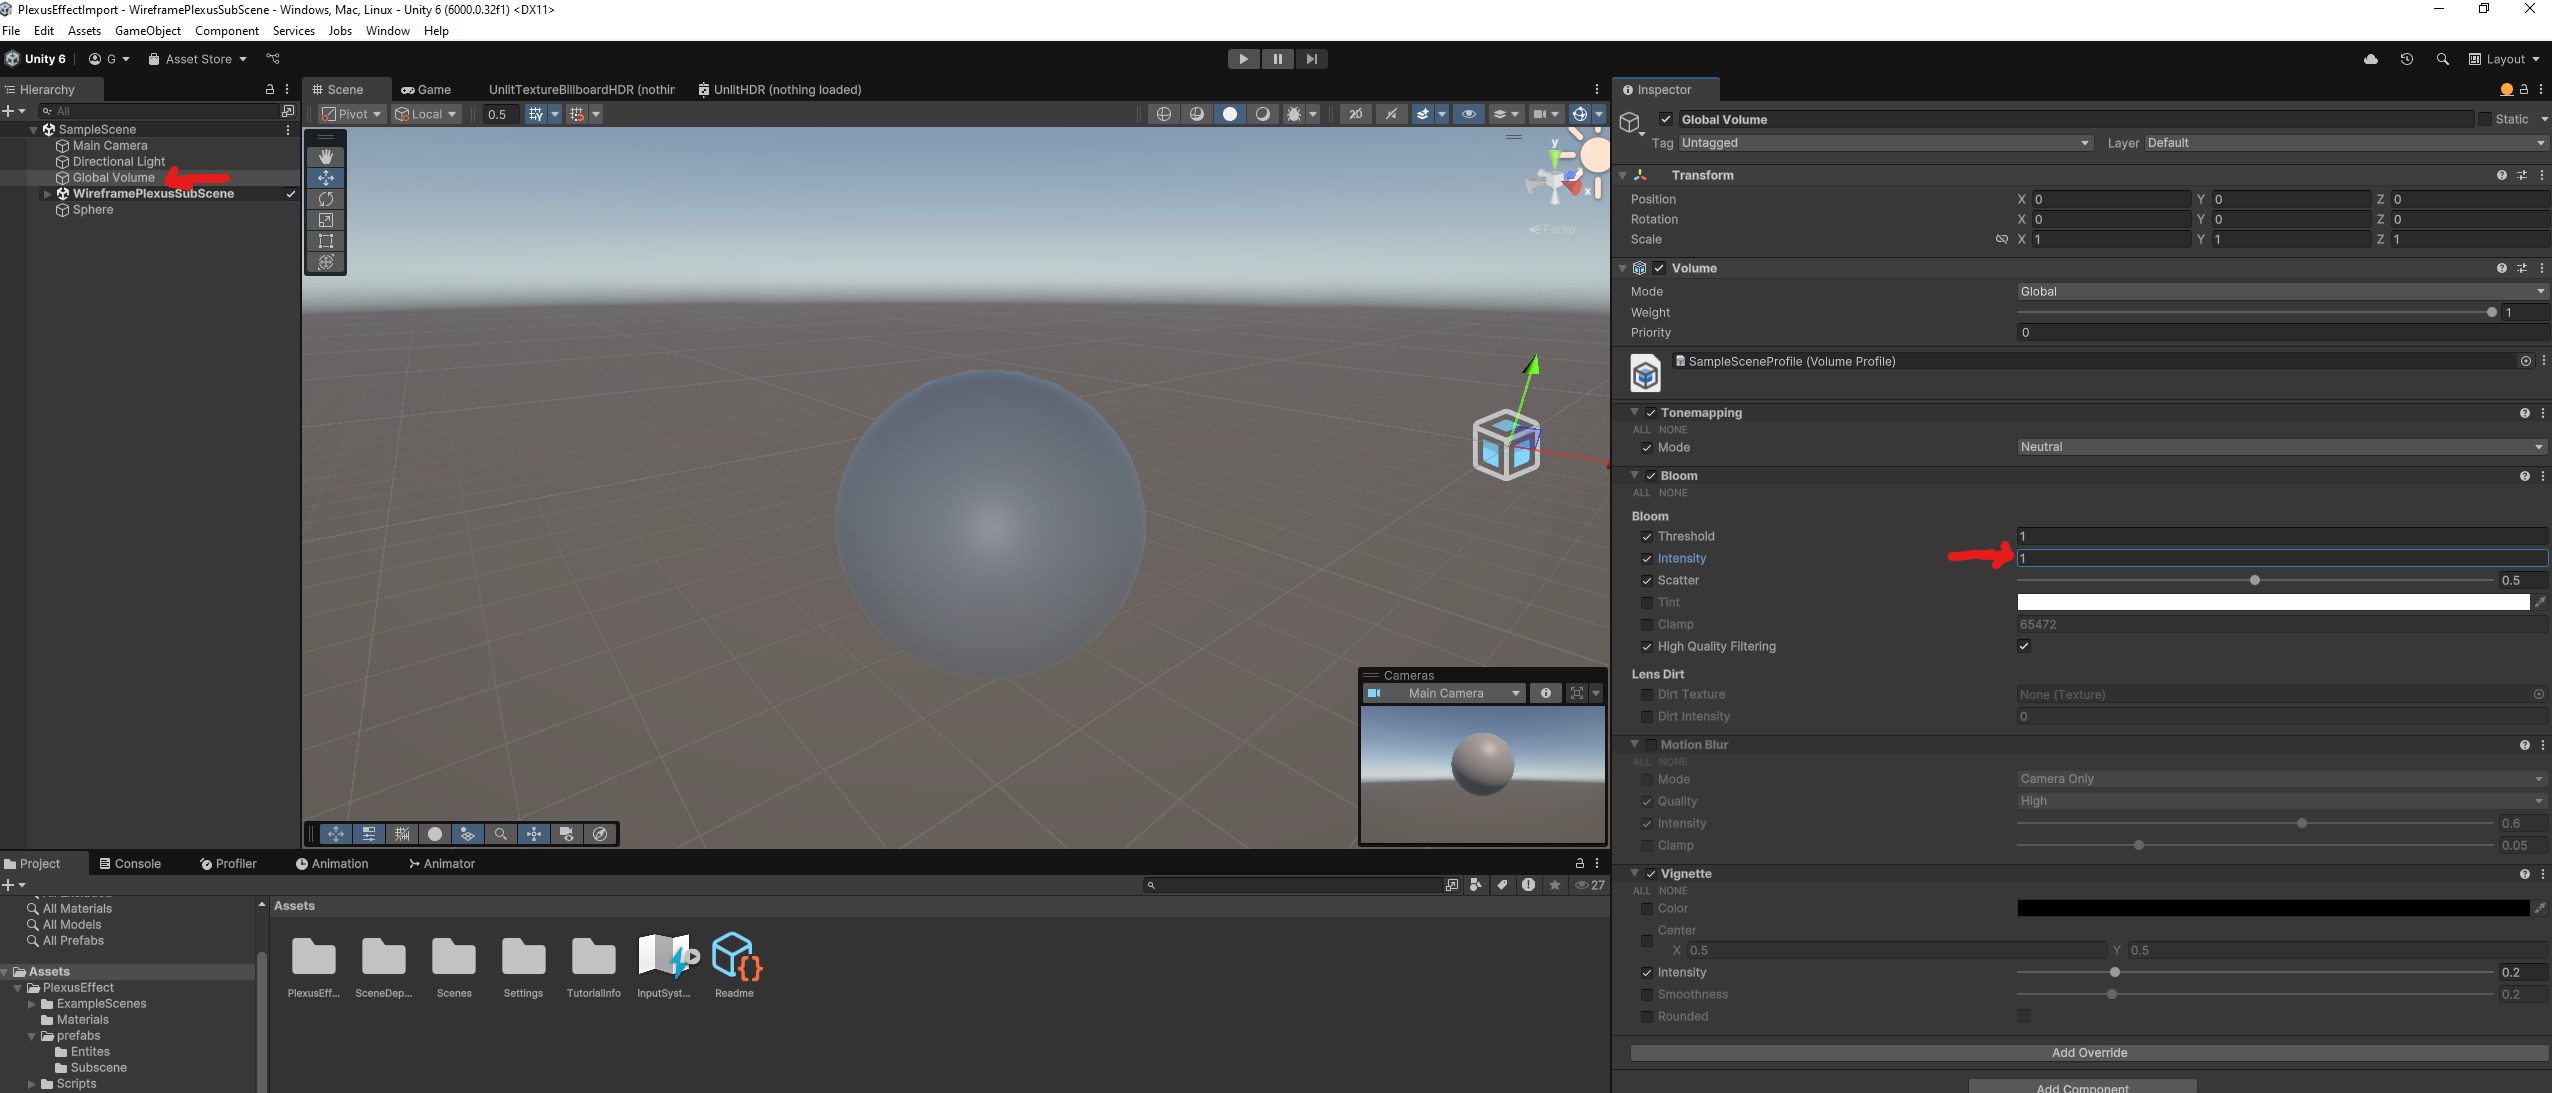 PlexusEffectImport - WireframePlexusSubScene - Windows, Mac, Linux - Unity 6 (6000.0.32f1) <DX11>
File Edit Assets GameObject Component Services Jobs Window Help
Unity 6 G Asset Store Layout
Hierarchy
All
SampleScene
Main Camera
Directional Light
Global Volume
WireframePlexusSubScene
Sphere
Scene Game UnlitTextureBillboardHDR (nothin UnlitHDR (nothing loaded)
Pivot Local 0.5 2D
y
x
Persp
Cameras
Main Camera
Inspector
Global Volume Static
Tag Untagged Layer Default
Transform
Position X 0 Y 0 Z 0
Rotation X 0 Y 0 Z 0
Scale X 1 Y 1 Z 1
Volume
Mode Global
Weight 1
Priority 0
SampleSceneProfile (Volume Profile)
Tonemapping
ALL NONE
Mode Neutral
Bloom
ALL NONE
Bloom
Threshold 1
Intensity 1
Scatter 0.5
Tint
Clamp 65472
High Quality Filtering
Lens Dirt
Dirt Texture None (Texture)
Dirt Intensity 0
Motion Blur
ALL NONE
Mode Camera Only
Quality High
Intensity 0.6
Clamp 0.05
Vignette
ALL NONE
Color
Center
X 0.5 Y 0.5
Intensity 0.2
Smoothness 0.2
Rounded
Add Override
Add Component
Project Console Profiler Animation Animator
27
All Materials
All Models
All Prefabs
Assets
PlexusEffect
ExampleScenes
Materials
prefabs
Entites
Subscene
Scripts
Assets
PlexusEff... SceneDep... Scenes Settings TutorialInfo InputSyst... Readme